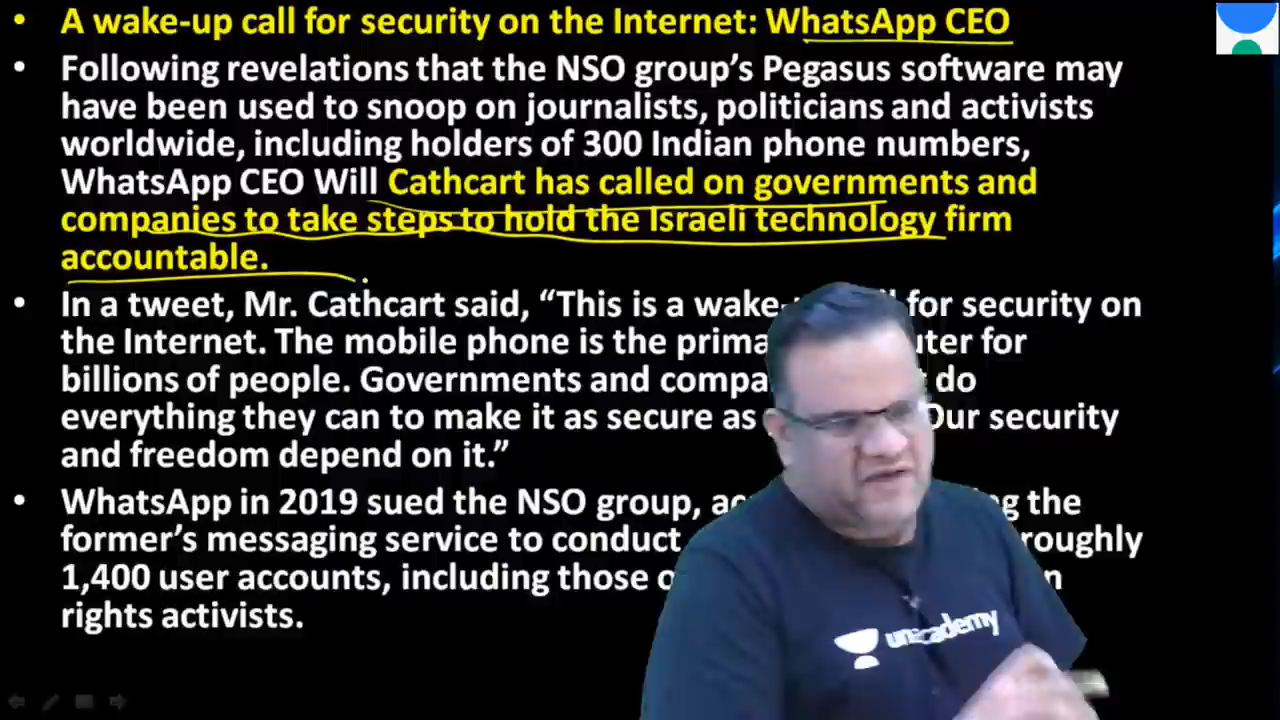 • A wake-up call for security on the Internet: WhatsApp CEO
• Following revelations that the NSO group's Pegasus software may
have been used to snoop on journalists, politicians and activists
worldwide, including holders of 300 Indian phone numbers,
WhatsApp CEO Will Cathcart has called on governments and
companies to take steps to hold the Israeli technology firm
accountable.
• In a tweet, Mr. Cathcart said, “This is a wake- for security on
the Internet. The mobile phone is the for
billions of people. Governments and do
everything they can to make it as secure as Our security
and freedom depend on it.”
• WhatsApp in 2019 sued the NSO group, the
former's messaging service to conduct roughly
1,400 user accounts, including those
rights activists.
unacademy